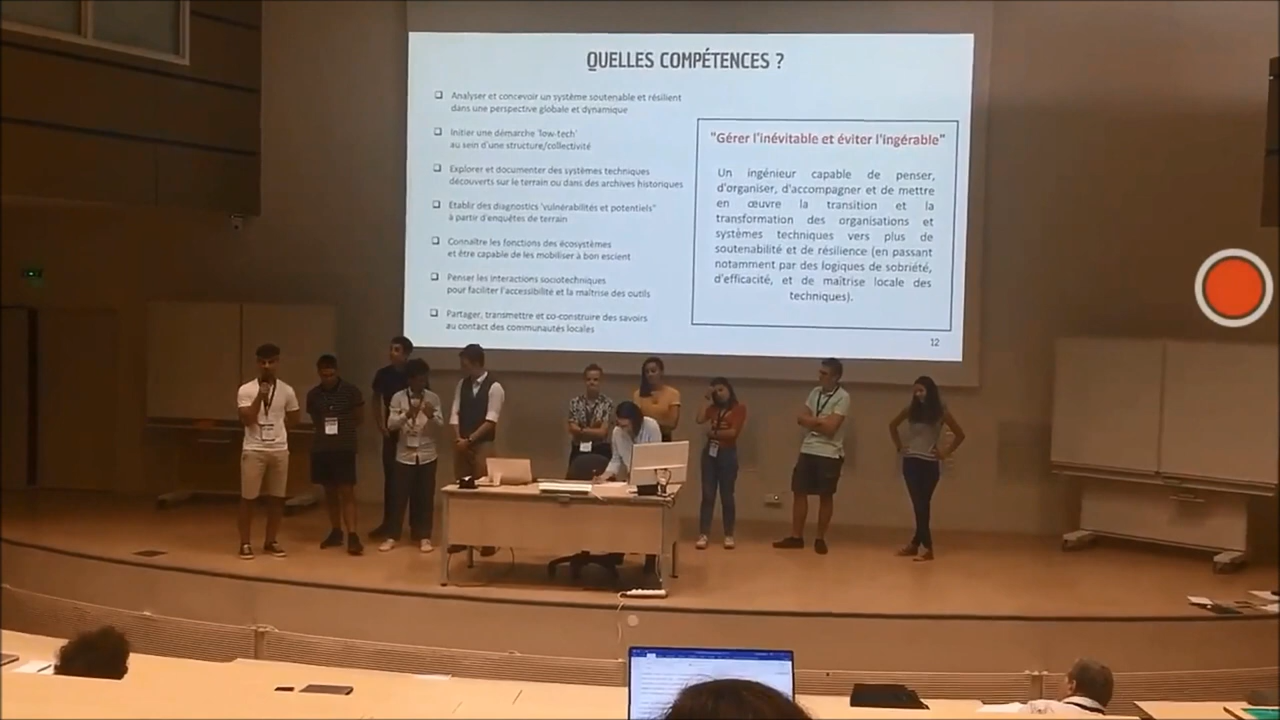 QUELLES COMPÉTENCES ?
❑ Analyser et concevoir un système soutenable et résilient
dans une perspective globale et dynamique
❑ Initier une démarche 'low-tech'
au sein d'une structure/collectivité
❑ Explorer et documenter des systèmes techniques
découverts sur le terrain ou dans des archives historiques
❑ Etablir des diagnostics 'vulnérabilités et potentiels"
à partir d'enquêtes de terrain
❑ Connaître les fonctions des écosystèmes
et être capable de les mobiliser à bon escient
❑ Penser les interactions sociotechniques
pour faciliter l'accessibilité et la maîtrise des outils
❑ Partager, transmettre et co-construire des savoirs
au contact des communautés locales
"Gérer l'inévitable et éviter l'ingérable"
Un ingénieur capable de penser,
d'organiser, d'accompagner et de mettre
en œuvre la transition et la
transformation des organisations et
systèmes techniques vers plus de
soutenabilité et de résilience (en passant
notamment par des logiques de sobriété,
d'efficacité, et de maîtrise locale des
techniques).
12